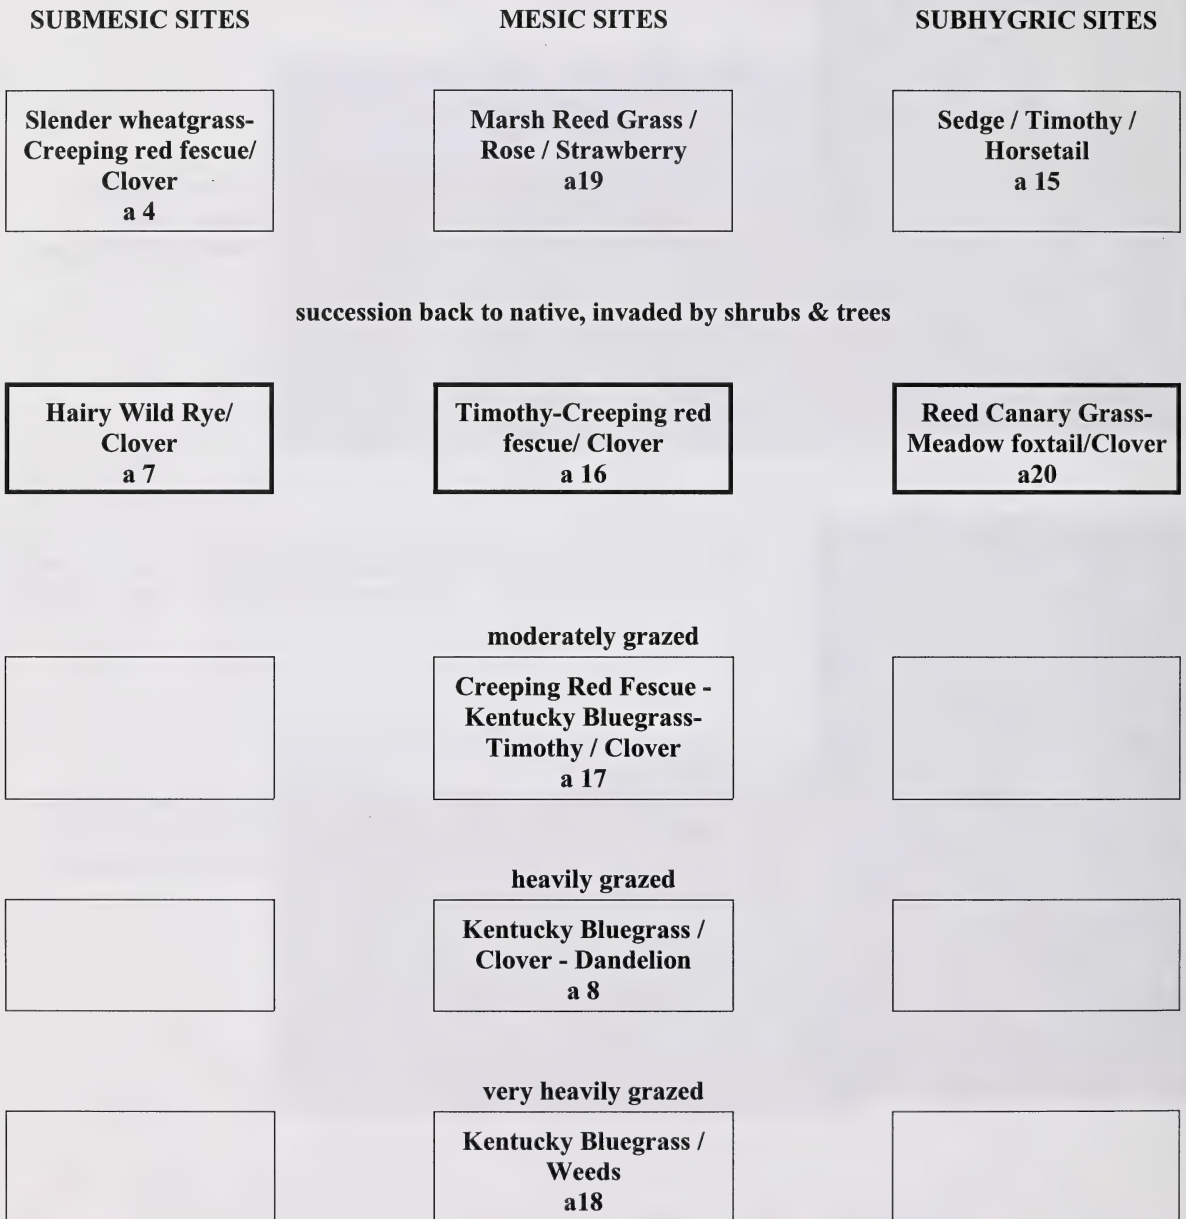 SUBMESIC SITES
MESIC SITES
SUBHYGRIC SITES
Slender wheatgrass-
Creeping red fescue/
Clover
a 4
Marsh Reed Grass /
Rose / Strawberry
a19
Sedge / Timothy /
Horsetail
a 15
succession back to native, invaded by shrubs & trees
Hairy Wild Rye/
Clover
a 7
Timothy-Creeping red
fescue/ Clover
a 16
Reed Canary Grass-
Meadow foxtail/Clover
a20
moderately grazed
Creeping Red Fescue -
Kentucky Bluegrass-
Timothy / Clover
a 17
heavily grazed
Kentucky Bluegrass /
Clover - Dandelion
a 8
very heavily grazed
Kentucky Bluegrass /
Weeds
a18